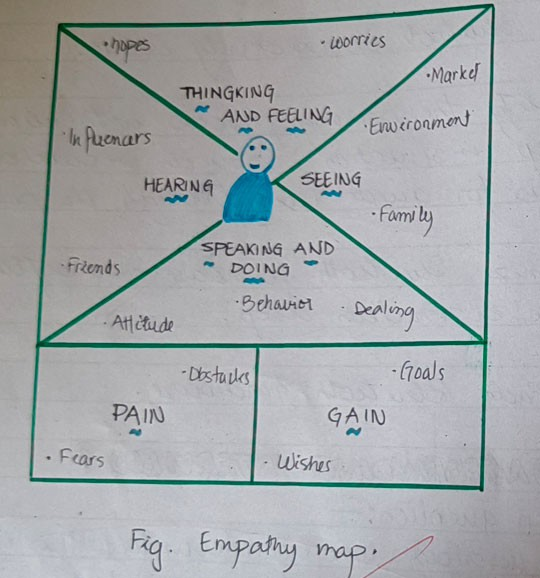 •hopes
•worries
THINGKING
AND FEELING
•Market
•Environment
•Influencers
HEARING
SEEING
•Family
SPEAKING AND
DOING
•Friends
•Behavior
•Dealing
•Attitude
•Obstacles
•Goals
PAIN
GAIN
•Fears
•Wishes
Fig. Empathy map.